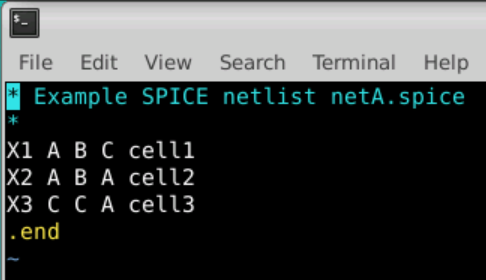 $_
File Edit View Search Terminal Help
* Example SPICE netlist netA.spice
*
X1 A B C cell1
X2 A B A cell2
X3 C C A cell3
.end
~